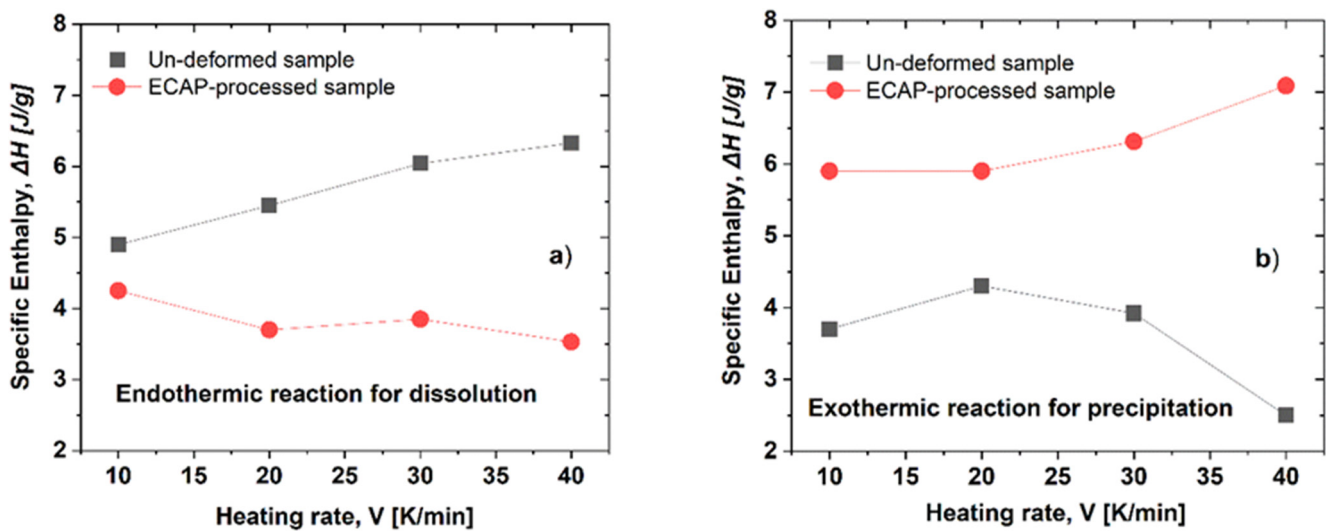 8
7
6
5
4
3
2
Specific Enthalpy, ΔH [J/g]
Un-deformed sample
ECAP-processed sample
a)
Endothermic reaction for dissolution
10 15 20 25 30 35 40
Heating rate, V [K/min]
8
7
6
5
4
3
2
Specific Enthalpy, ΔH [J/g]
Un-deformed sample
ECAP-processed sample
b)
Exothermic reaction for precipitation
10 15 20 25 30 35 40
Heating rate, V [K/min]